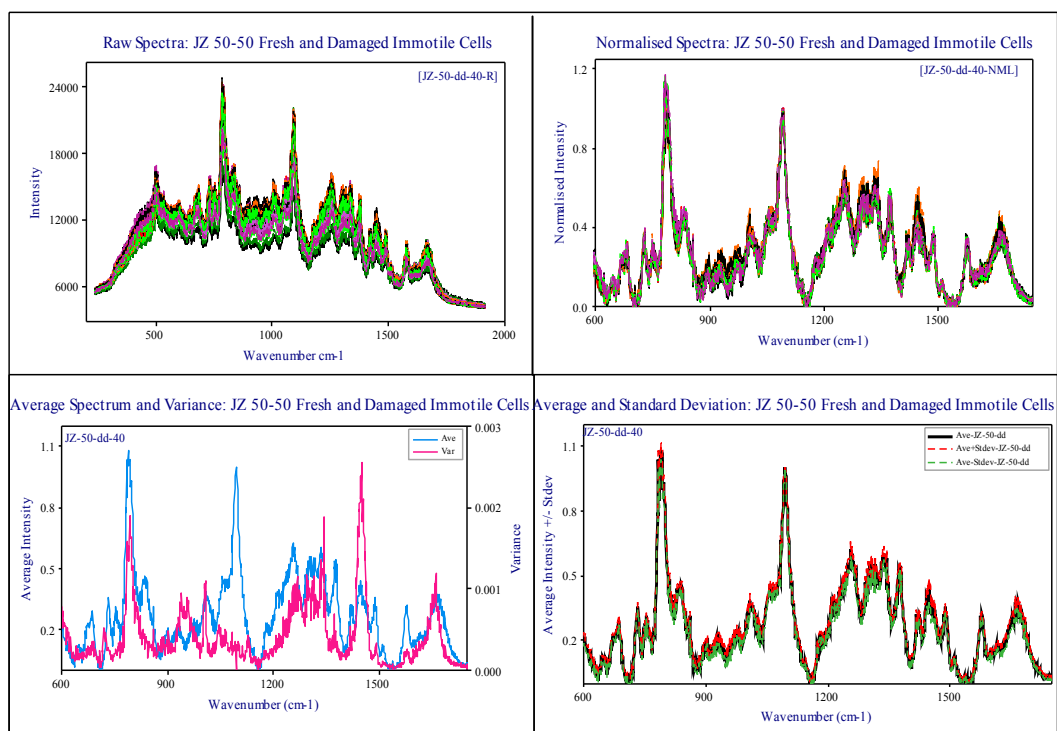 Raw Spectra: JZ 50-50 Fresh and Damaged Immotile Cells
[JZ-50-dd-40-R]
24000
18000
12000
6000
Intensity
500
1000
1500
2000
Wavenumber cm-1
Normalised Spectra: JZ 50-50 Fresh and Damaged Immotile Cells
[JZ-50-dd-40-NML]
1.2
0.8
0.4
0.0
Normalised Intensity
600
900
1200
1500
Wavenumber (cm-1)
Average Spectrum and Variance: JZ 50-50 Fresh and Damaged Immotile Cells
JZ-50-dd-40
Ave
Var
1.1
0.8
0.5
0.2
Average Intensity
0.003
0.002
0.001
0.000
Variance
600
900
1200
1500
Wavenumber (cm-1)
Average and Standard Deviation: JZ 50-50 Fresh and Damaged Immotile Cells
JZ-50-dd-40
Ave-JZ-50-dd
Ave+Stdev-JZ-50-dd
Ave-Stdev-JZ-50-dd
1.1
0.8
0.5
0.2
Average Intensity +/- Stdev
600
900
1200
1500
Wavenumber (cm-1)